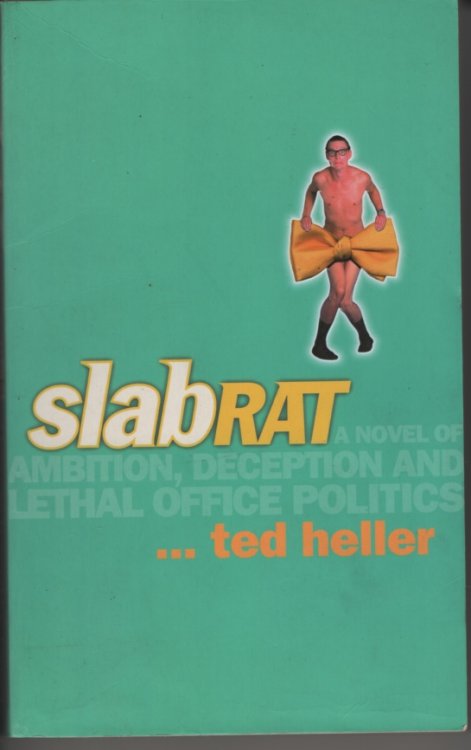 slabRAT
A NOVEL OF
AMBITION, DECEPTION AND
LETHAL OFFICE POLITICS
... ted heller